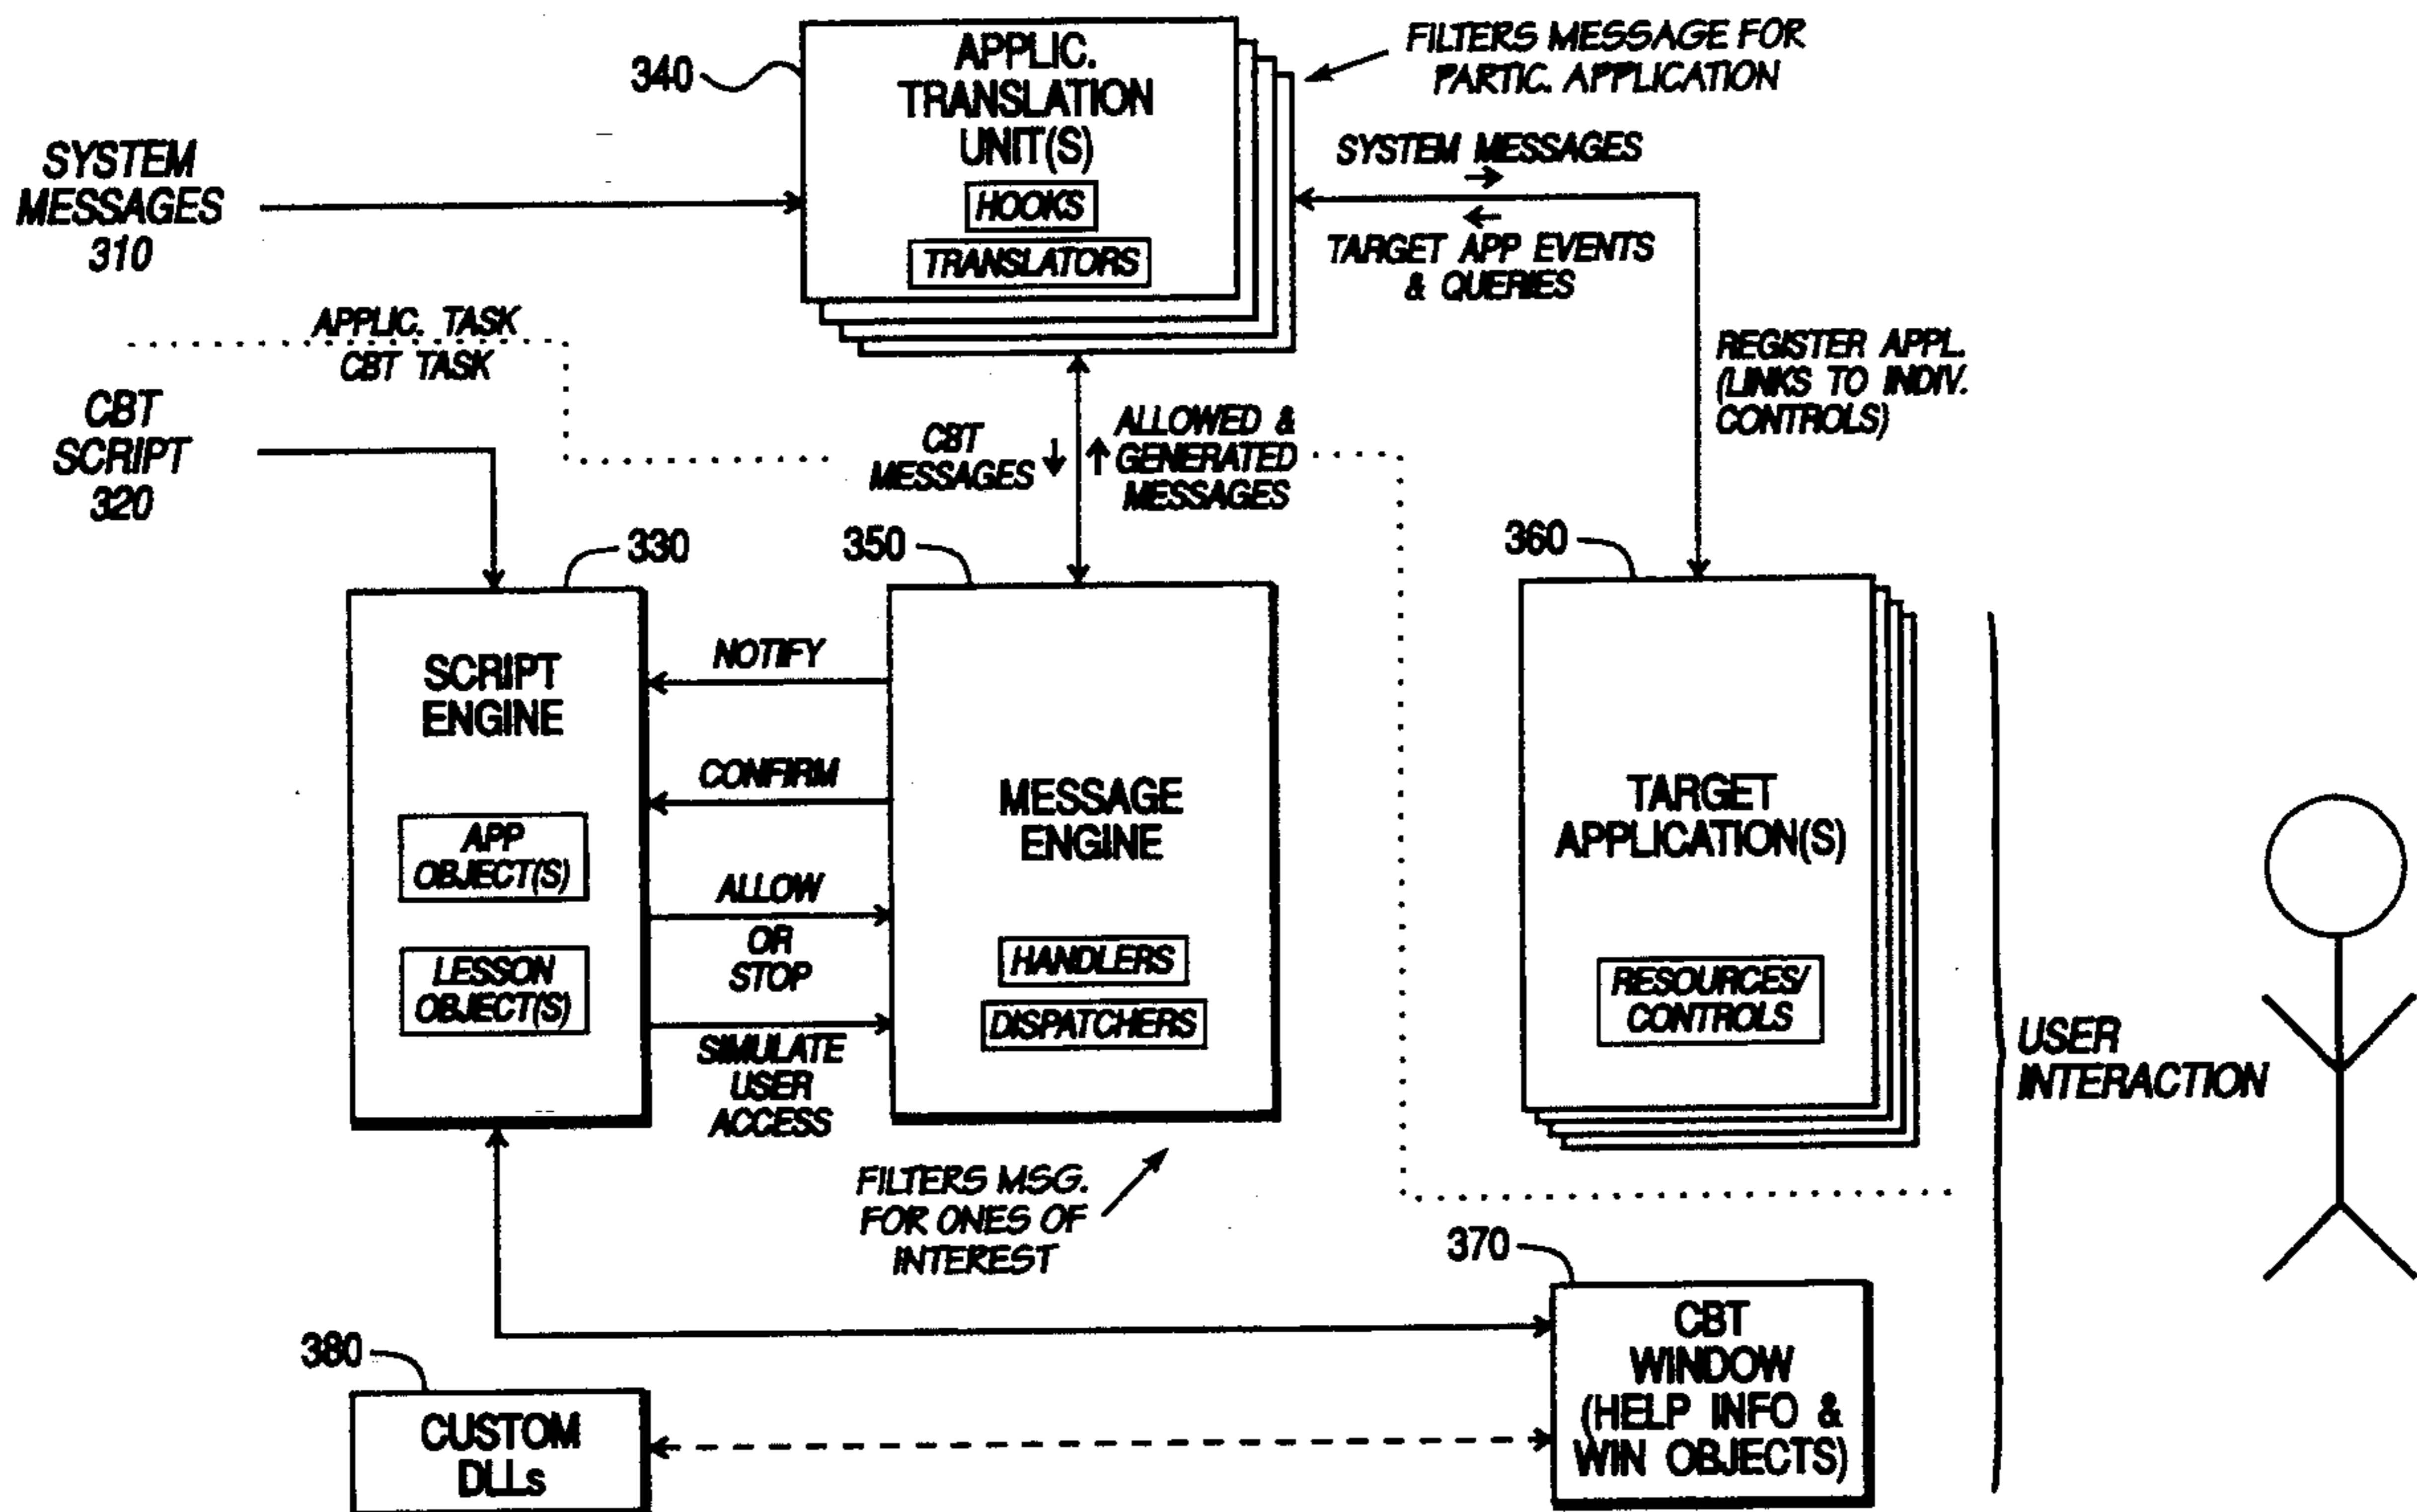 340
APPLIC.
TRANSLATION
UNIT(S)
HOOKS
TRANSLATORS
FILTERS MESSAGE FOR
PARTIC. APPLICATION
SYSTEM
MESSAGES
310
SYSTEM MESSAGES
TARGET APP EVENTS
& QUERIES
REGISTER APPL.
(LINKS TO INDIV.
CONTROLS)
APPLIC. TASK
CBT TASK
CBT
SCRIPT
320
CBT
MESSAGES
ALLOWED &
GENERATED
MESSAGES
330
SCRIPT
ENGINE
APP
OBJECT(S)
LESSON
OBJECT(S)
NOTIFY
CONFIRM
ALLOW
OR
STOP
SIMULATE
USER
ACCESS
350
MESSAGE
ENGINE
HANDLERS
DISPATCHERS
FILTERS MSG.
FOR ONES OF
INTEREST
360
TARGET
APPLICATION(S)
RESOURCES/
CONTROLS
USER
INTERACTION
370
CBT
WINDOW
(HELP INFO &
WIN OBJECTS)
380
CUSTOM
DLLs